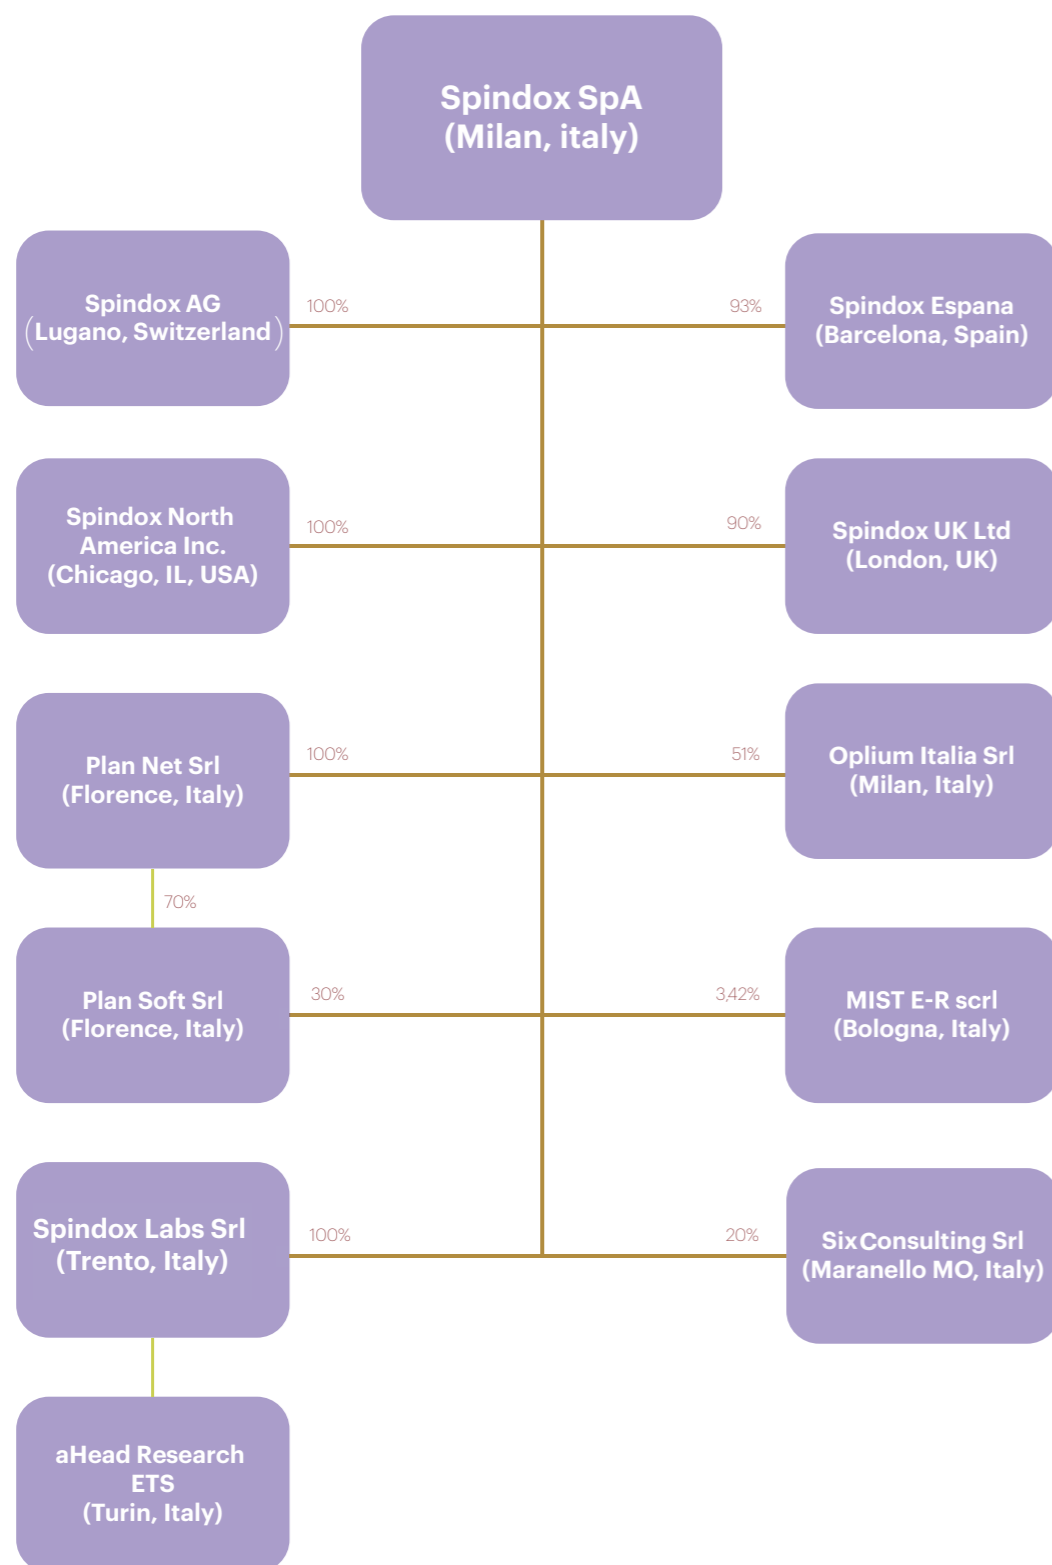 Spindox SpA
(Milan, italy)
Spindox AG
(Lugano, Switzerland)
100%
93%
Spindox Espana
(Barcelona, Spain)
Spindox North
America Inc.
(Chicago, IL, USA)
100%
90%
Spindox UK Ltd
(London, UK)
Plan Net Srl
(Florence, Italy)
100%
51%
Oplium Italia Srl
(Milan, Italy)
70%
Plan Soft Srl
(Florence, Italy)
30%
3,42%
MIST E-R scrl
(Bologna, Italy)
Spindox Labs Srl
(Trento, Italy)
100%
20%
SixConsulting Srl
(Maranello MO, Italy)
aHead Research
ETS
(Turin, Italy)